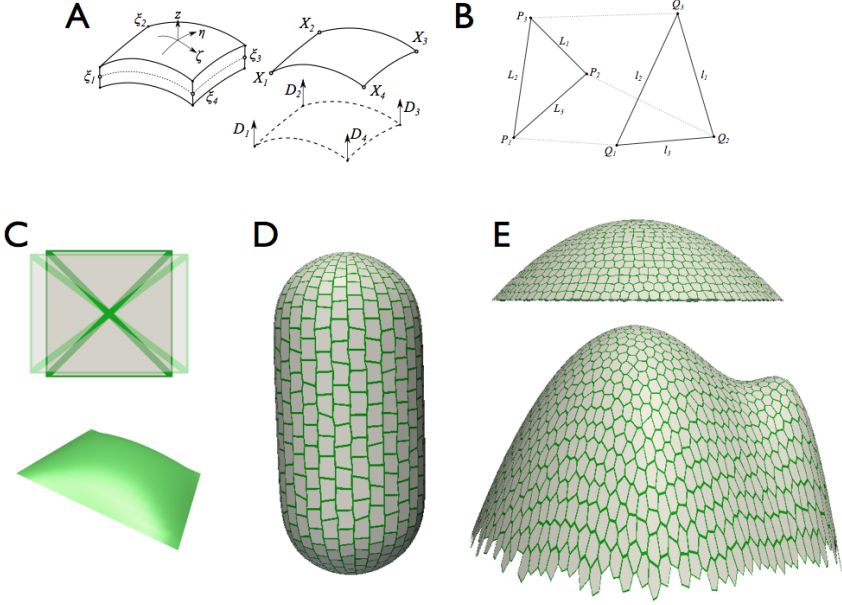 A
ξ2
z
η
ζ
ξ1
ξ3
ξ4
X2
X3
X1
X4
D2
D3
D1
D4
B
P3
Q3
L1
L2
P2
l2
l1
L3
P1
Q1
l3
Q2
C
D
E